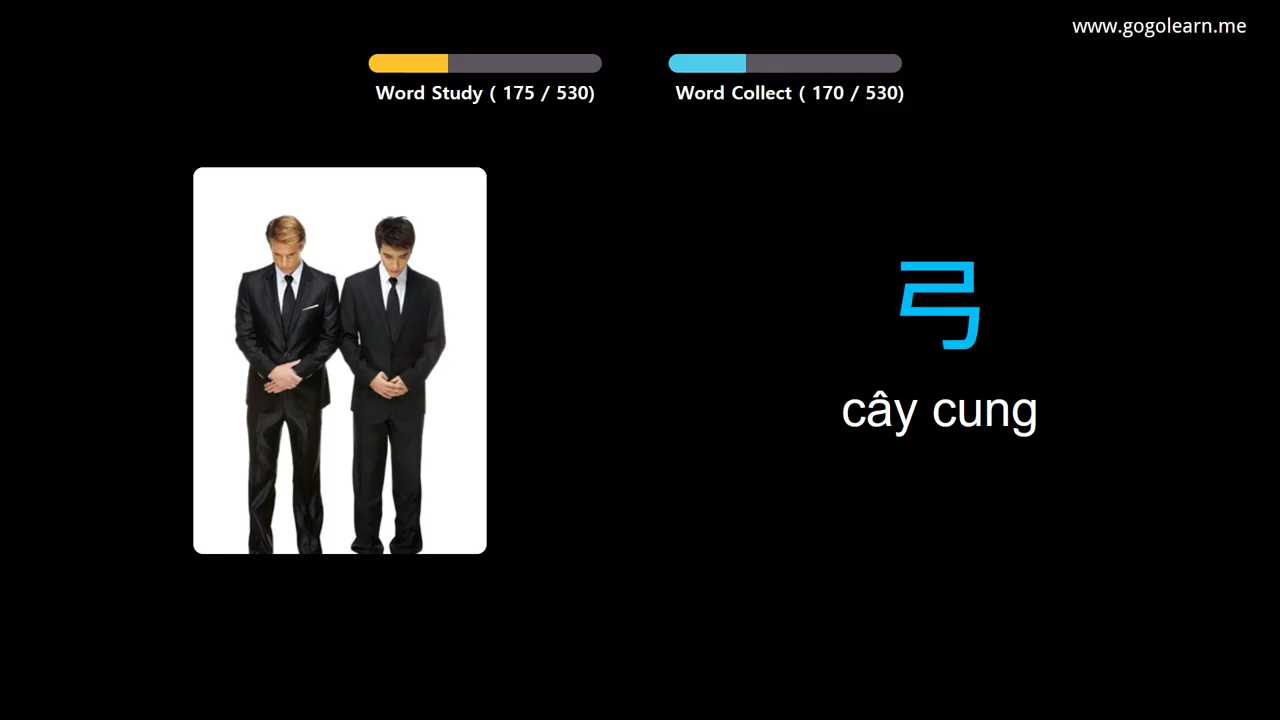 www.gogolearn.me
Word Study ( 175 / 530)
Word Collect ( 170 / 530)
弓
cây cung